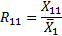 R₁₁ = X₁₁ / X̄₁